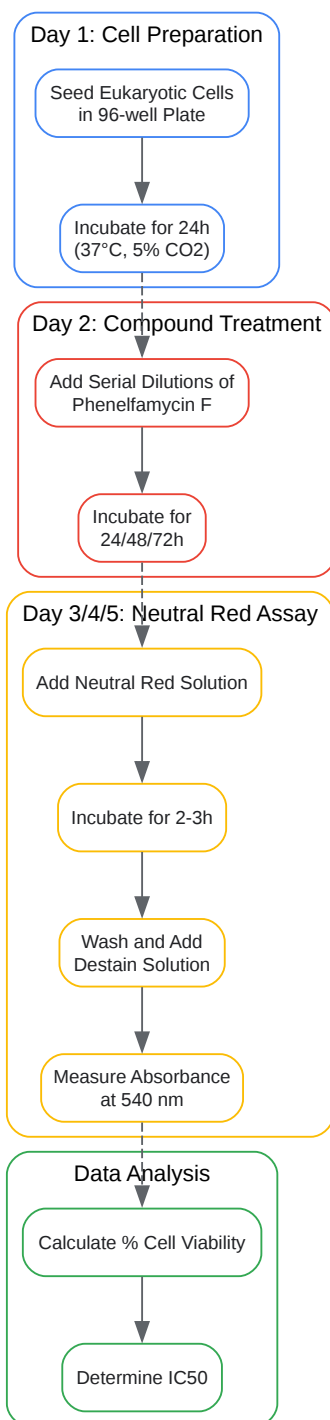 Day 1: Cell Preparation
Seed Eukaryotic Cells
in 96-well Plate
Incubate for 24h
(37°C, 5% CO2)
Day 2: Compound Treatment
Add Serial Dilutions of
Phenelfamycin F
Incubate for
24/48/72h
Day 3/4/5: Neutral Red Assay
Add Neutral Red Solution
Incubate for 2-3h
Wash and Add
Destain Solution
Measure Absorbance
at 540 nm
Data Analysis
Calculate % Cell Viability
Determine IC50